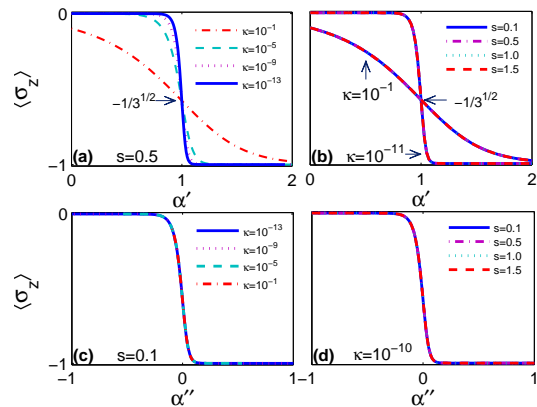 0
κ=10⁻¹
κ=10⁻⁵
κ=10⁻⁹
κ=10⁻¹³
⟨σz⟩
−1/3^1/2
−1
(a) s=0.5
0 1 2
α′
s=0.1
s=0.5
s=1.0
s=1.5
κ=10⁻¹
−1/3^1/2
(b) κ=10⁻¹¹
0 1 2
α′
0
κ=10⁻¹³
κ=10⁻⁹
κ=10⁻⁵
κ=10⁻¹
⟨σz⟩
−1
(c) s=0.1
−1 0 1
α′′
s=0.1
s=0.5
s=1.0
s=1.5
(d) κ=10⁻¹⁰
−1 0 1
α′′